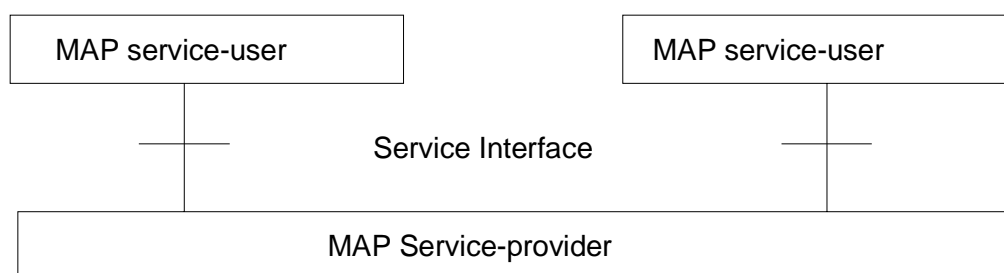 MAP service-user
MAP service-user
Service Interface
MAP Service-provider